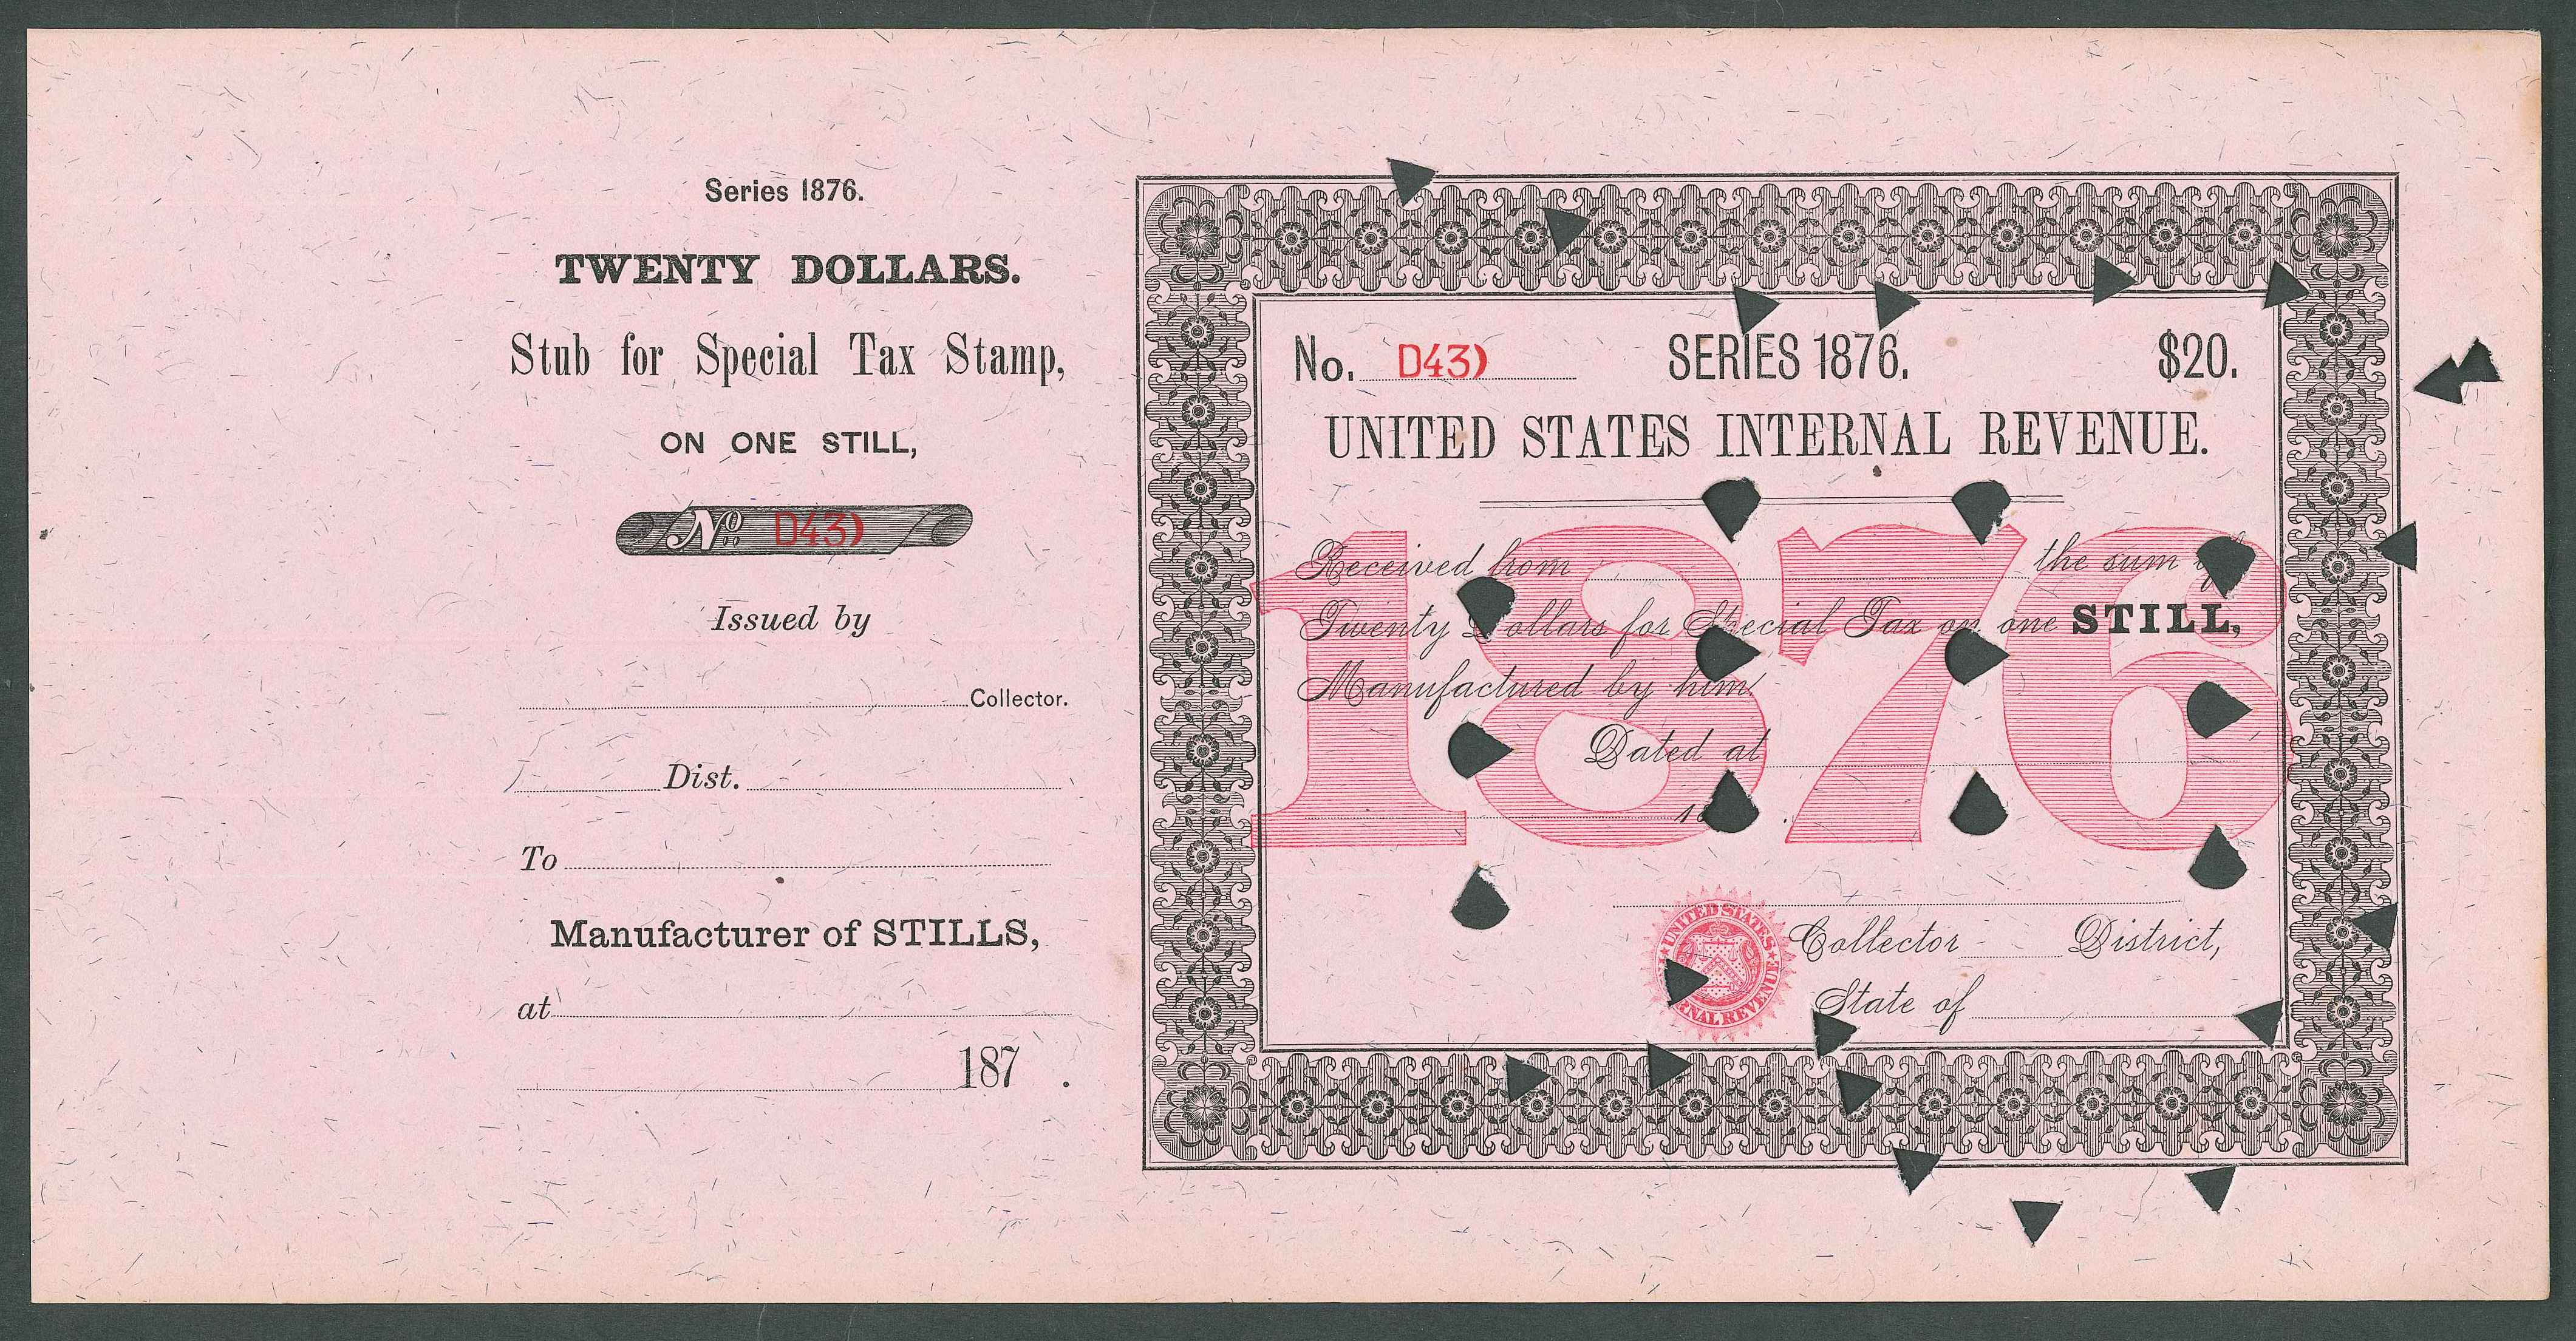 Series 1876.
TWENTY DOLLARS.
Stub for Special Tax Stamp,
ON ONE STILL,
No D43)
Issued by
Collector.
Dist.
To
Manufacturer of STILLS,
at
187 .
No. D43) SERIES 1876. $20.
UNITED STATES INTERNAL REVENUE.
1876
Received from the sum
Twenty Dollars for Special Tax on one STILL,
Manufactured by him
Dated at
Collector District,
State of
UNITED STATES REVENUE